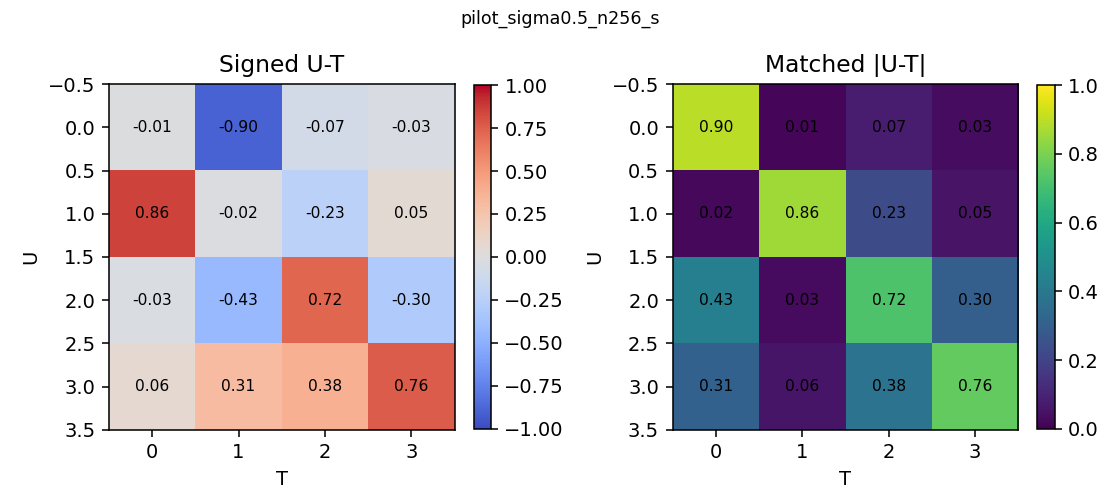 pilot_sigma0.5_n256_s
Signed U-T
Matched |U-T|
−0.5
0.0
0.5
1.0
1.5
2.0
2.5
3.0
3.5
U
-0.01 -0.90 -0.07 -0.03
0.86 -0.02 -0.23 0.05
-0.03 -0.43 0.72 -0.30
0.06 0.31 0.38 0.76
0 1 2 3
T
1.00
0.75
0.50
0.25
0.00
−0.25
−0.50
−0.75
−1.00
−0.5
0.0
0.5
1.0
1.5
2.0
2.5
3.0
3.5
U
0.90 0.01 0.07 0.03
0.02 0.86 0.23 0.05
0.43 0.03 0.72 0.30
0.31 0.06 0.38 0.76
0 1 2 3
T
1.0
0.8
0.6
0.4
0.2
0.0